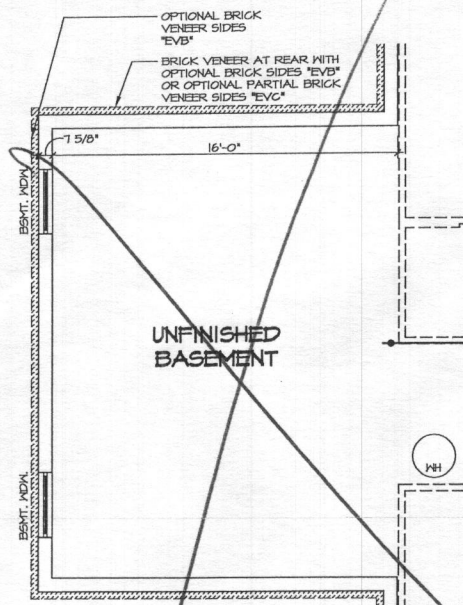 OPTIONAL BRICK
VENEER SIDES
"EVB"
BRICK VENEER AT REAR WITH
OPTIONAL BRICK SIDES "EVB"
OR OPTIONAL PARTIAL BRICK
VENEER SIDES "EVC"
7 5/8"
16'-0"
BSMT. WDW.
UNFINISHED
BASEMENT
WH
BSMT. WDW.